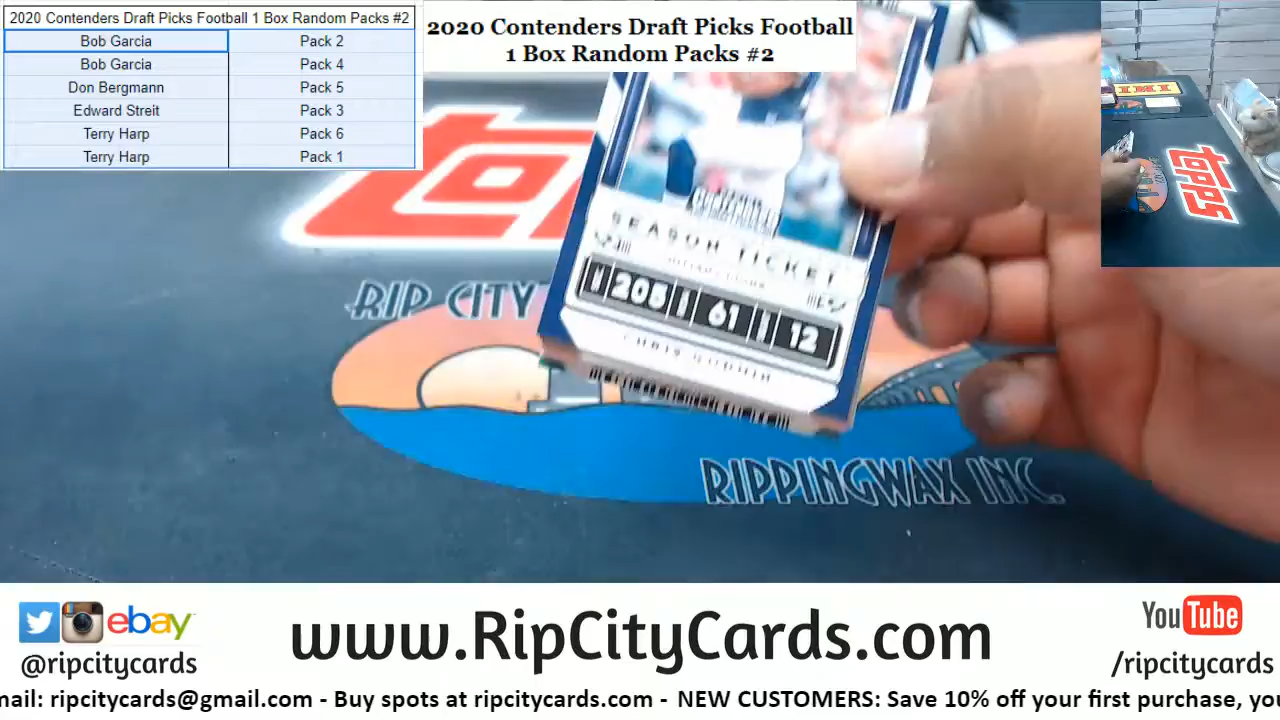 2020 Contenders Draft Picks Football 1 Box Random Packs #2
Bob Garcia Pack 2
Bob Garcia Pack 4
Don Bergmann Pack 5
Edward Streit Pack 3
Terry Harp Pack 6
Terry Harp Pack 1
2020 Contenders Draft Picks Football
1 Box Random Packs #2
SEASON TICKET
205 61 12
CHRIS GODWIN
RIP CITY
RIPPINGWAX INC.
topps
ebay
@ripcitycards
www.RipCityCards.com
YouTube
/ripcitycards
mail: ripcitycards@gmail.com - Buy spots at ripcitycards.com - NEW CUSTOMERS: Save 10% off your first purchase, you